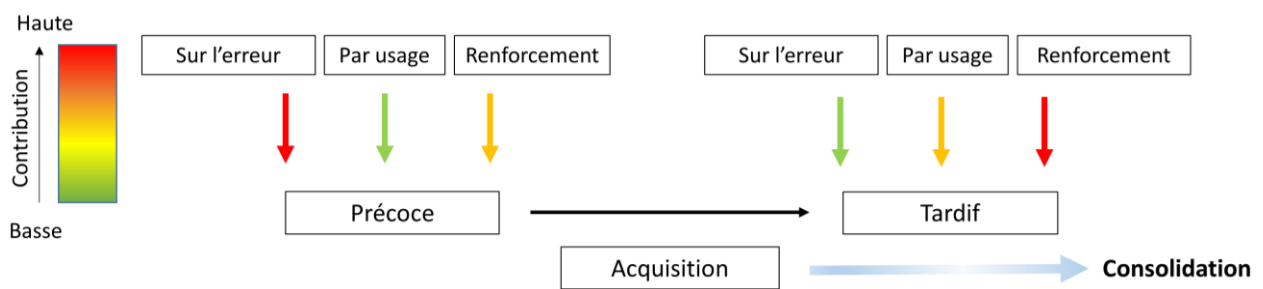 Haute
Contribution
Basse
Sur l'erreur
Par usage
Renforcement
Sur l'erreur
Par usage
Renforcement
Précoce
Tardif
Acquisition
Consolidation